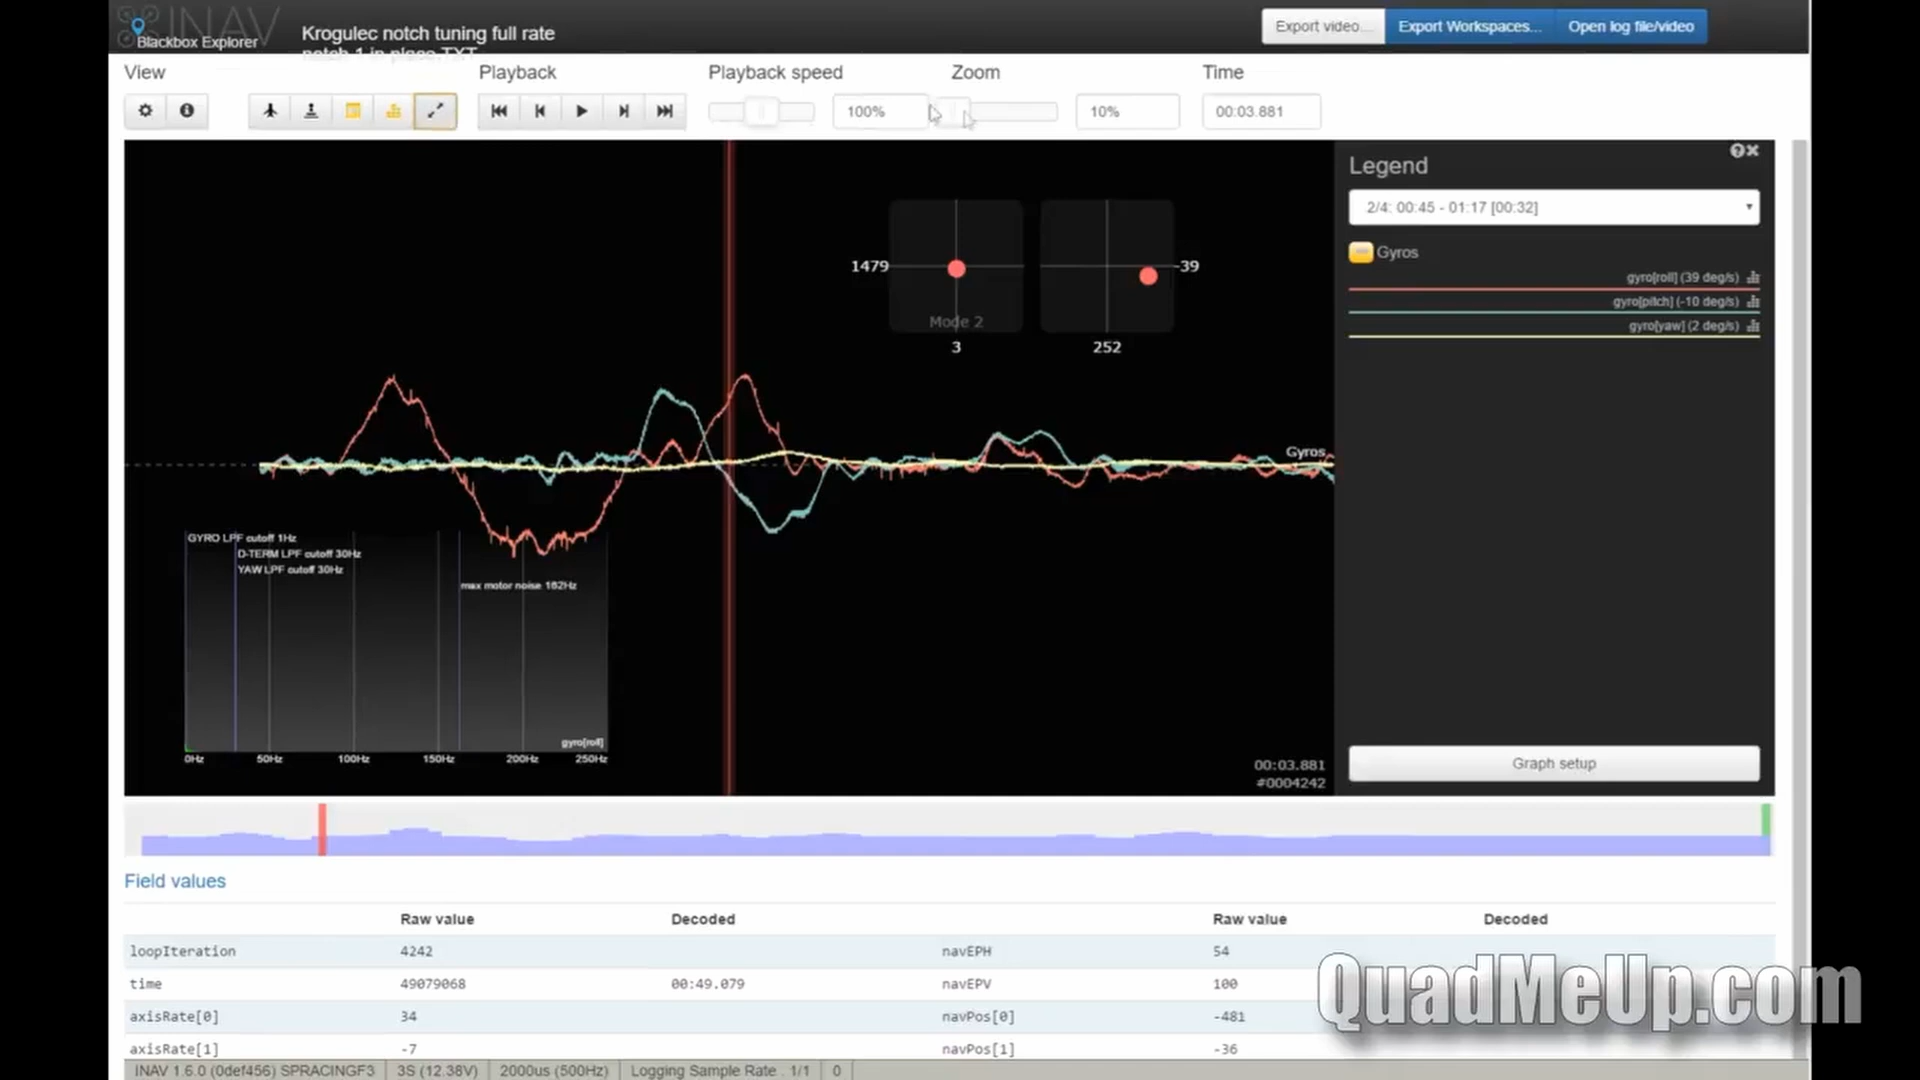 INAV
Blackbox Explorer
Krogulec notch tuning full rate
notch 1 in place.TXT
Export video...
Export Workspaces...
Open log file/video
View
Playback
Playback speed
Zoom
Time
100%
10%
00:03.881
Legend
2/4: 00:45 - 01:17 [00:32]
Gyros
gyro[roll] (39 deg/s)
gyro[pitch] (-10 deg/s)
gyro[yaw] (2 deg/s)
1479
-39
Mode 2
3
252
Gyros
GYRO LPF cutoff 1Hz
D-TERM LPF cutoff 30Hz
YAW LPF cutoff 30Hz
max motor noise 162Hz
gyro[roll]
0Hz 50Hz 100Hz 150Hz 200Hz 250Hz
00:03.881
#0004242
Graph setup
Field values
Raw value Decoded Raw value Decoded
loopIteration 4242 navEPH 54
time 49079068 00:49.079 navEPV 100
axisRate[0] 34 navPos[0] -481
axisRate[1] -7 navPos[1] -36
QuadMeUp.com
INAV 1.6.0 (0def456) SPRACINGF3 3S (12.38V) 2000us (500Hz) Logging Sample Rate : 1/1 0